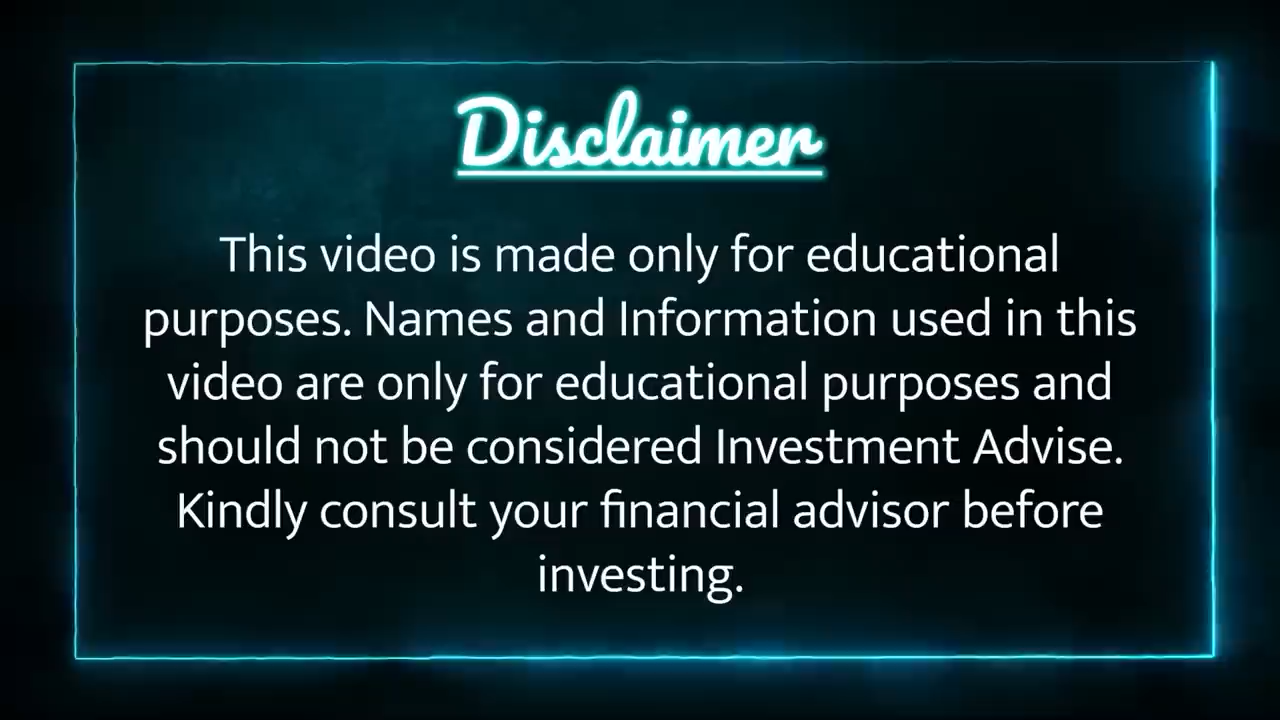 Disclaimer
This video is made only for educational
purposes. Names and Information used in this
video are only for educational purposes and
should not be considered Investment Advise.
Kindly consult your financial advisor before
investing.